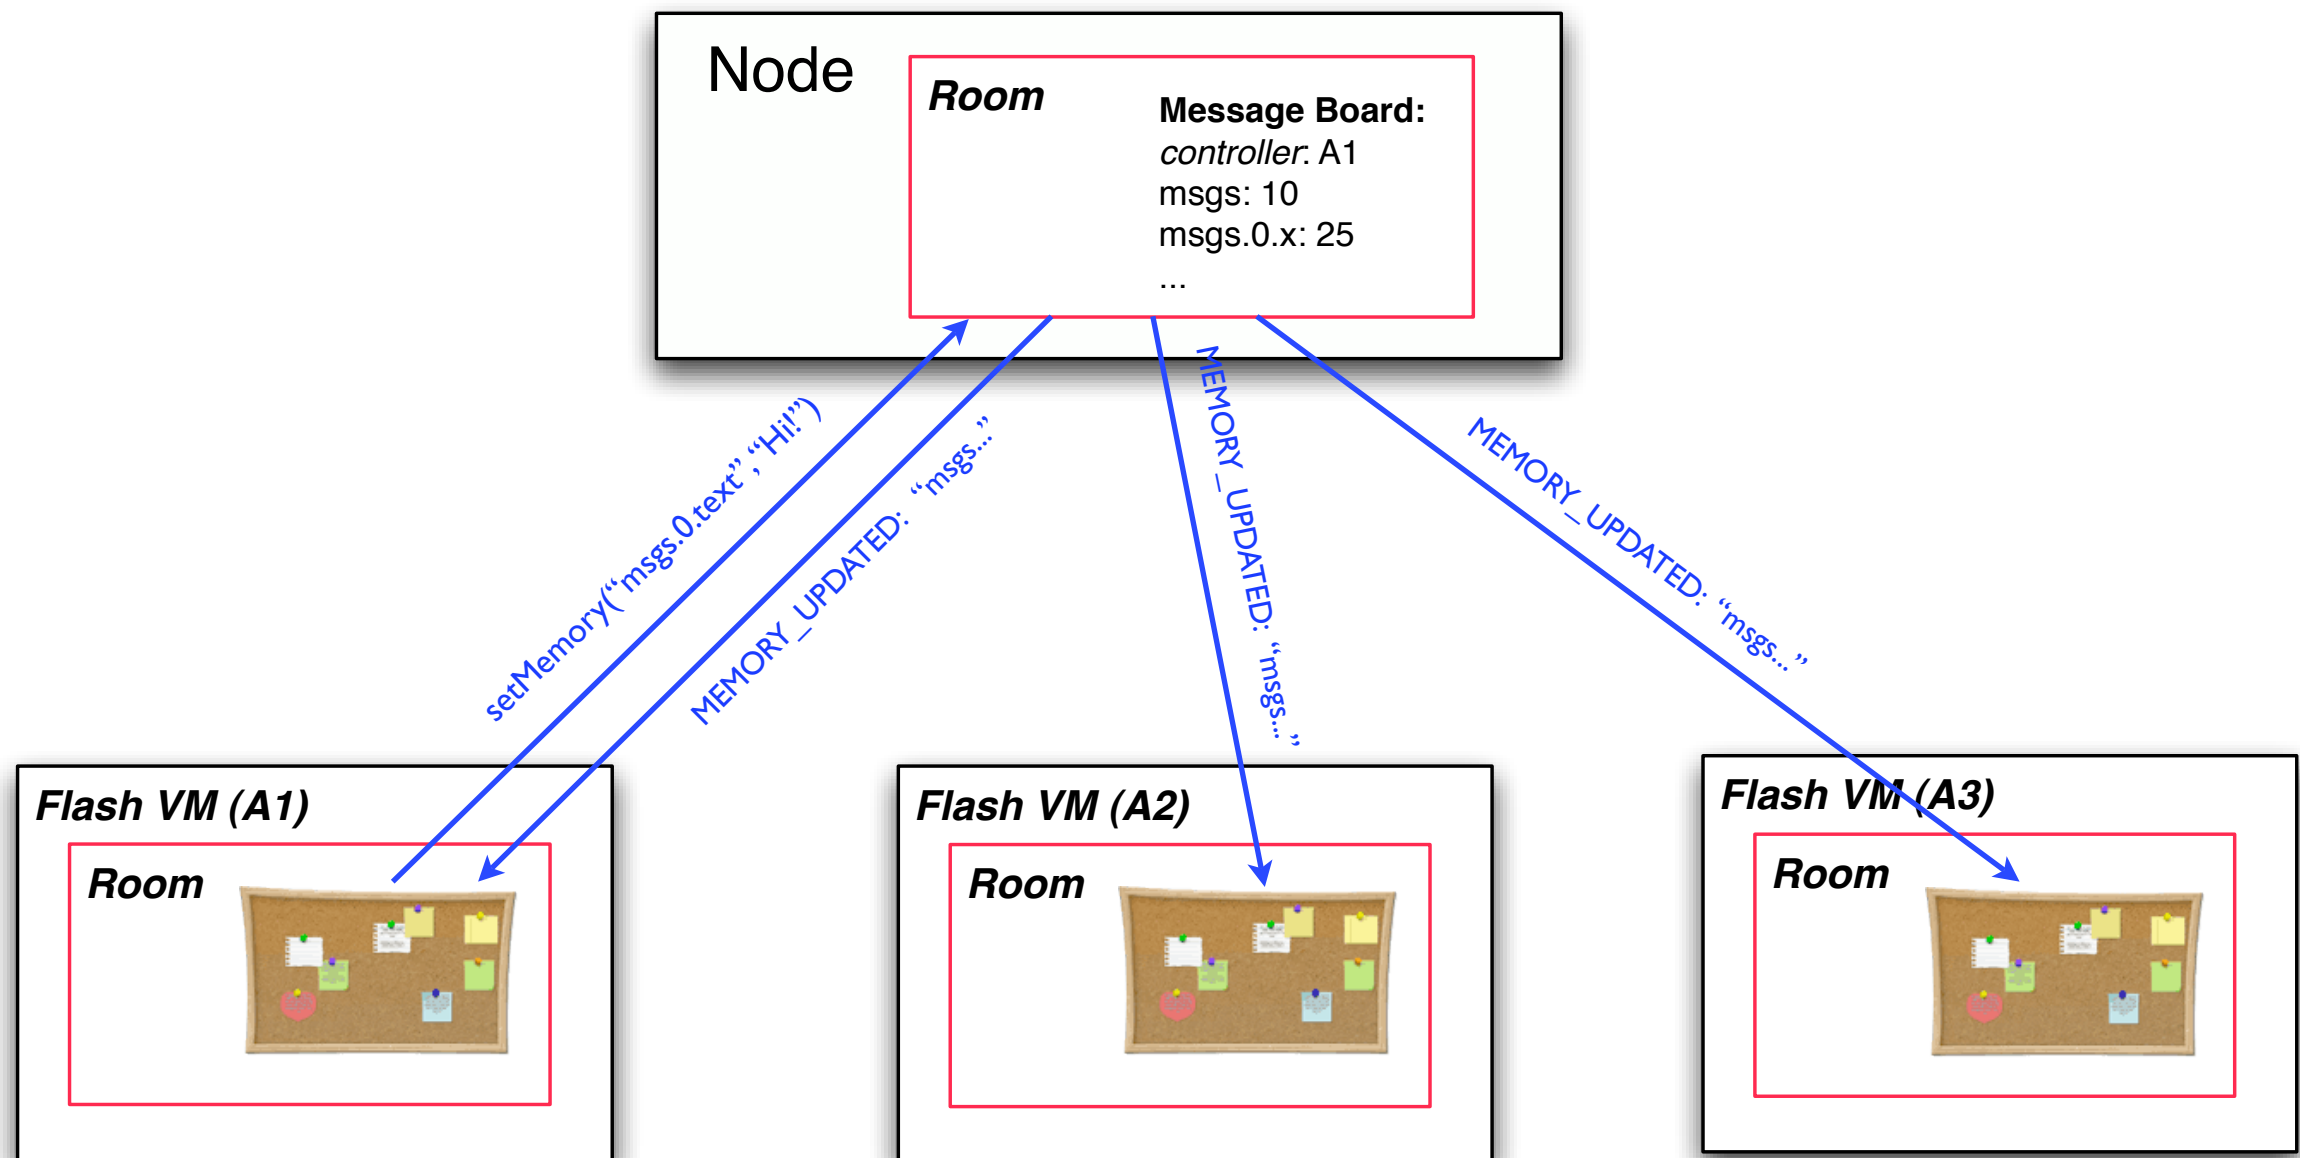 Node
Room
Message Board:
controller: A1
msgs: 10
msgs.0.x: 25
...
setMemory(“msgs.0.text”,“Hi!”)
MEMORY_UPDATED: “msgs...”
MEMORY_UPDATED: “msgs...”
MEMORY_UPDATED: “msgs...”
Flash VM (A1)
Room
Flash VM (A2)
Room
Flash VM (A3)
Room